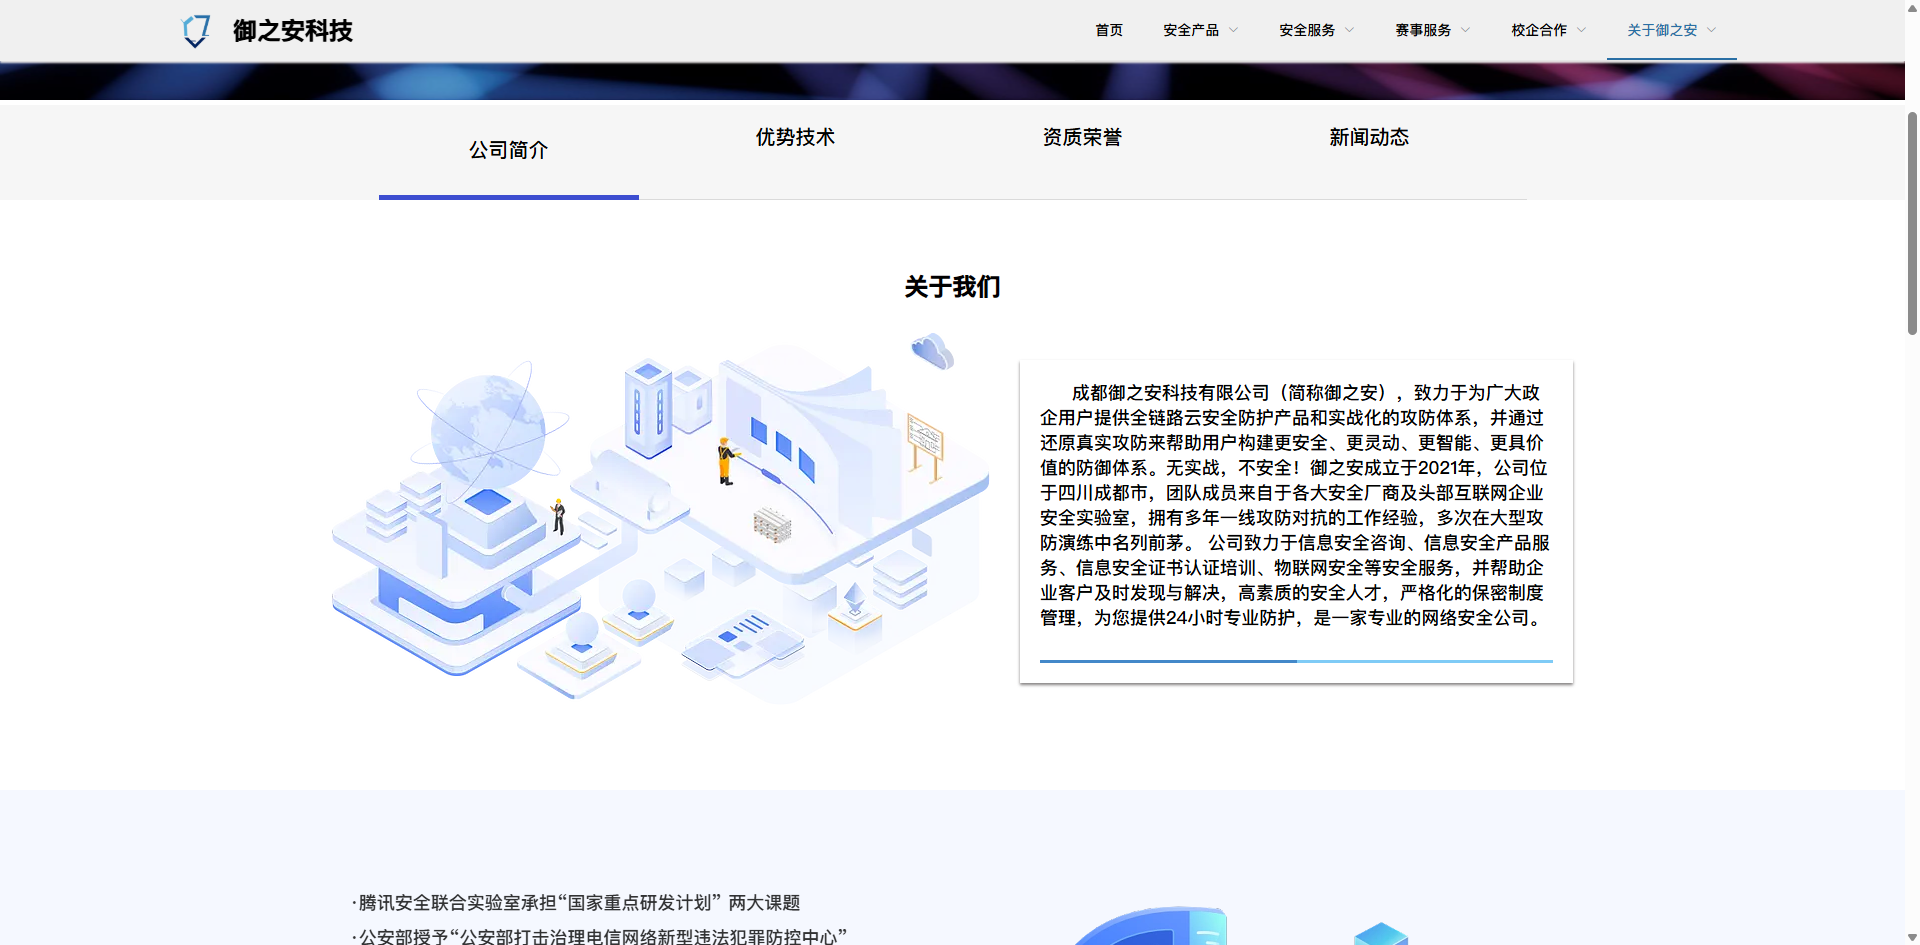 御之安科技
首页 安全产品 安全服务 赛事服务 校企合作 关于御之安
公司简介 优势技术 资质荣誉 新闻动态
关于我们
成都御之安科技有限公司（简称御之安），致力于为广大政
企用户提供全链路云安全防护产品和实战化的攻防体系，并通过
还原真实攻防来帮助用户构建更安全、更灵动、更智能、更具价
值的防御体系。无实战，不安全！御之安成立于2021年，公司位
于四川成都市，团队成员来自于各大安全厂商及头部互联网企业
安全实验室，拥有多年一线攻防对抗的工作经验，多次在大型攻
防演练中名列前茅。 公司致力于信息安全咨询、信息安全产品服
务、信息安全证书认证培训、物联网安全等安全服务，并帮助企
业客户及时发现与解决，高素质的安全人才，严格化的保密制度
管理，为您提供24小时专业防护，是一家专业的网络安全公司。
·腾讯安全联合实验室承担“国家重点研发计划” 两大课题
·公安部授予“公安部打击治理电信网络新型违法犯罪防控中心”